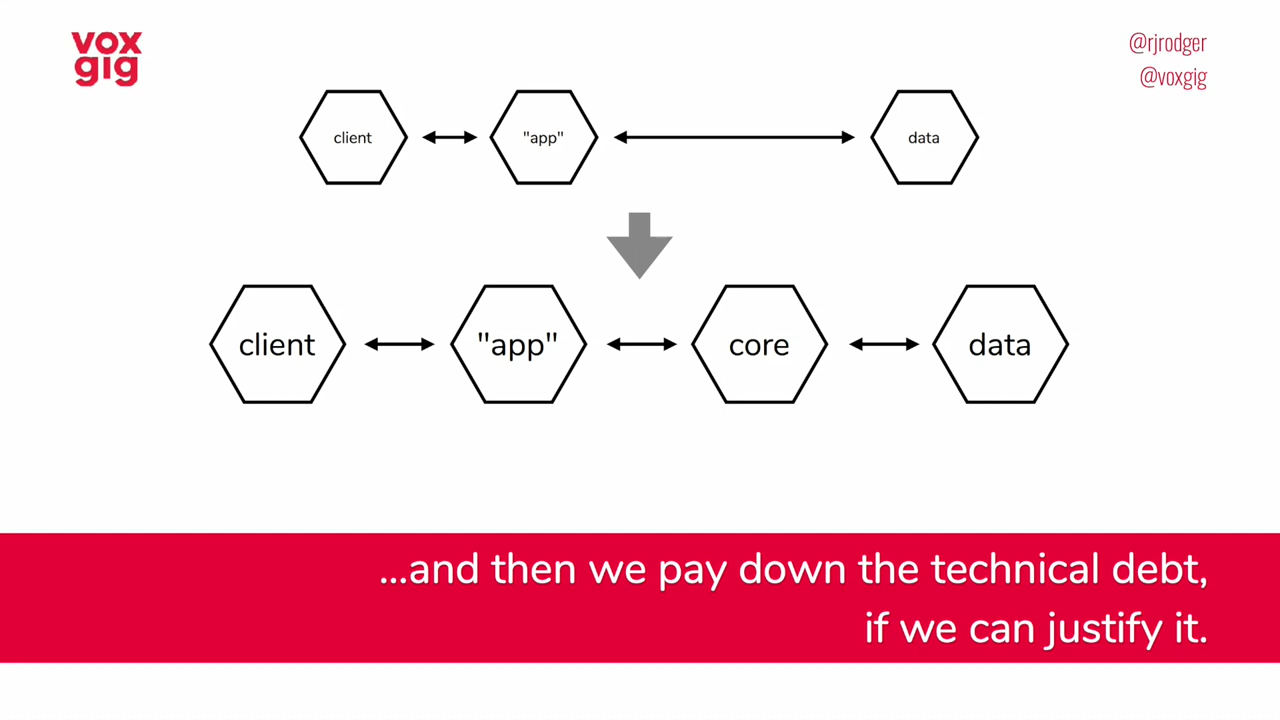 vox
gig
@rjrodger
@voxgig
client
"app"
data
client
"app"
core
data
...and then we pay down the technical debt,
if we can justify it.